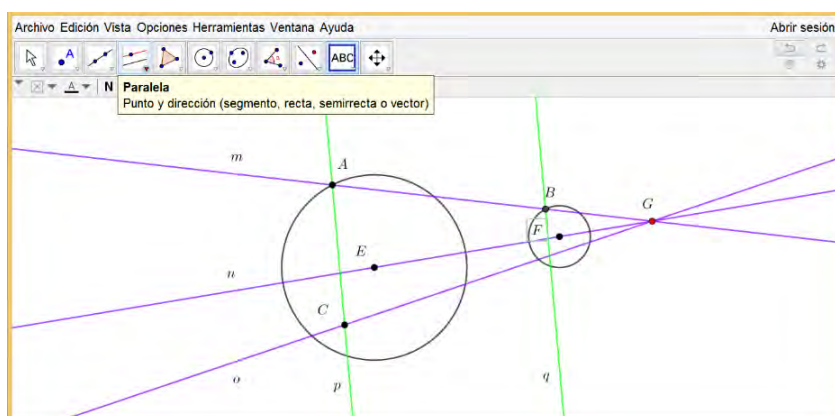 Archivo Edición Vista Opciones Herramientas Ventana Ayuda Abrir sesión
A ABC
A N Paralela
Punto y dirección (segmento, recta, semirrecta o vector)
m A
B
G
F
E
n
C
o p q